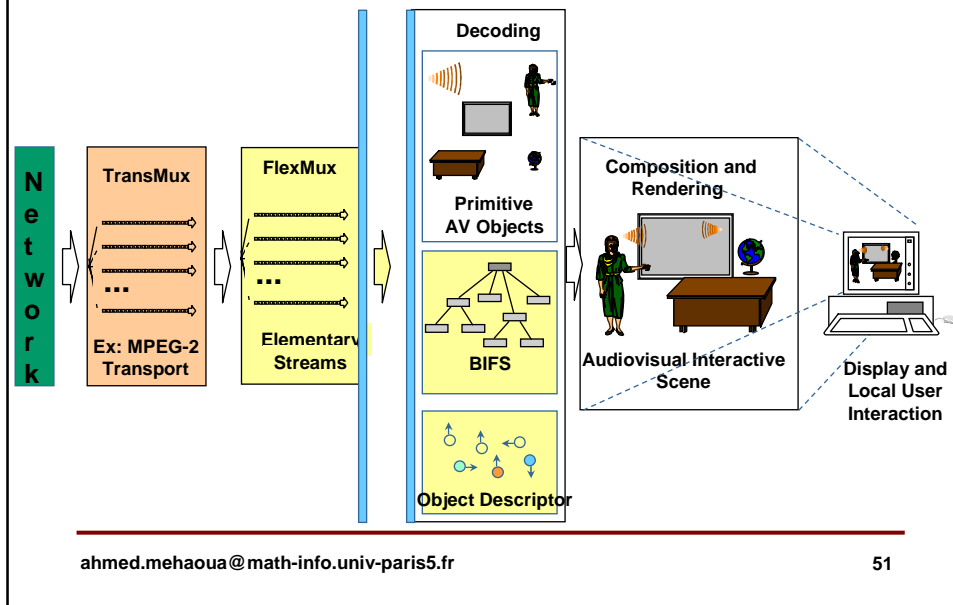 Network
TransMux
...
Ex: MPEG-2
Transport
FlexMux
...
Elementary
Streams
Decoding
Primitive
AV Objects
BIFS
Object Descriptor
Composition and
Rendering
Audiovisual Interactive
Scene
Display and
Local User
Interaction
ahmed.mehaoua@math-info.univ-paris5.fr
51